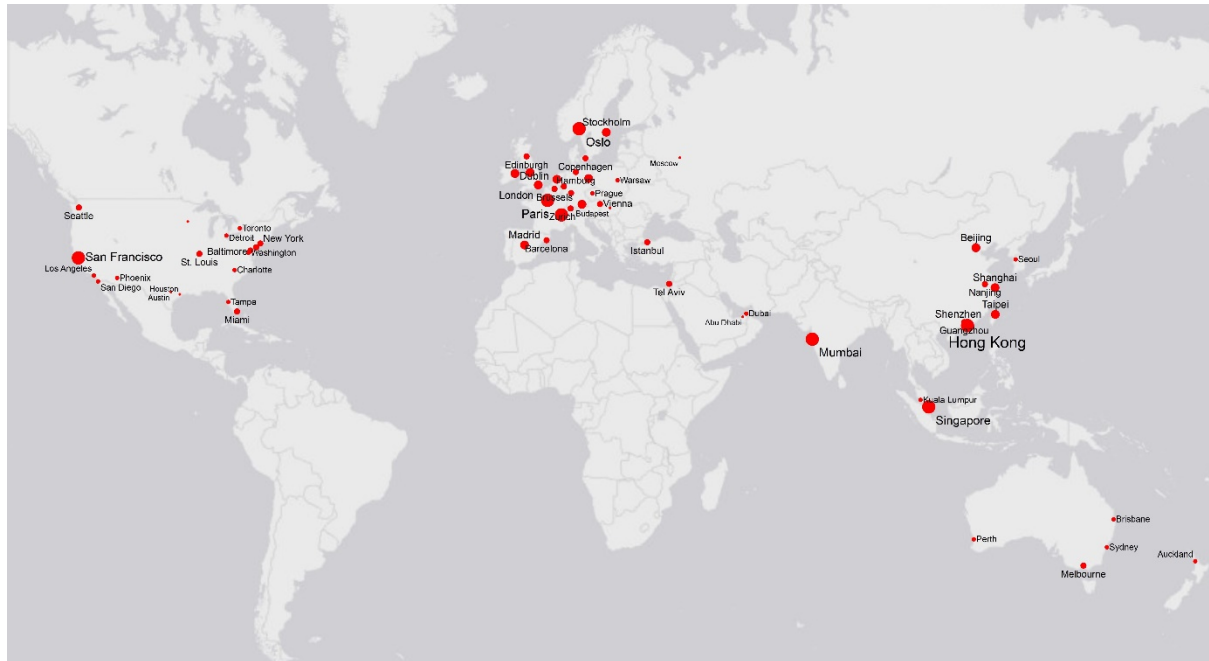 Stockholm
Oslo
Edinburgh
Dublin
Copenhagen
Moscow
Hamburg
Warsaw
London
Brussels
Prague
Vienna
Paris
Zurich
Budapest
Seattle
Toronto
Detroit
New York
Baltimore
Washington
San Francisco
St. Louis
Los Angeles
Phoenix
Charlotte
San Diego
Houston
Austin
Tampa
Miami
Madrid
Barcelona
Istanbul
Tel Aviv
Abu Dhabi
Dubai
Beijing
Seoul
Shanghai
Nanjing
Taipei
Shenzhen
Guangzhou
Hong Kong
Mumbai
Kuala Lumpur
Singapore
Brisbane
Perth
Sydney
Auckland
Melbourne